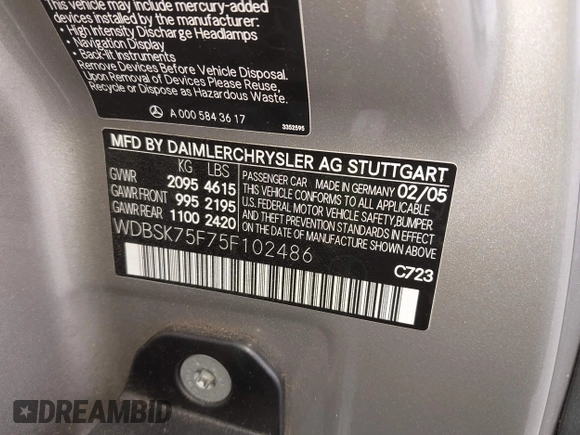 This vehicle may include mercury-added
devices installed by the manufacturer:
• High Intensity Discharge Headlamps
• Navigation Display
• Back-lit Instruments
Remove Devices Before Vehicle Disposal.
Upon Removal of Devices Please Reuse,
Recycle or Dispose as Hazardous Waste.
A 000 584 36 17
3352595
MFD BY DAIMLERCHRYSLER AG STUTTGART
KG LBS
GVWR 2095 4615
GAWR FRONT 995 2195
GAWR REAR 1100 2420
PASSENGER CAR MADE IN GERMANY 02/05
THIS VEHICLE CONFORMS TO ALL APPLICABLE
U.S. FEDERAL MOTOR VEHICLE SAFETY, BUMPER,
AND THEFT PREVENTION STANDARDS IN EFFECT
ON THE DATE OF MANUFACTURE SHOWN ABOVE.
WDBSK75F75F102486
C723
DREAMBID